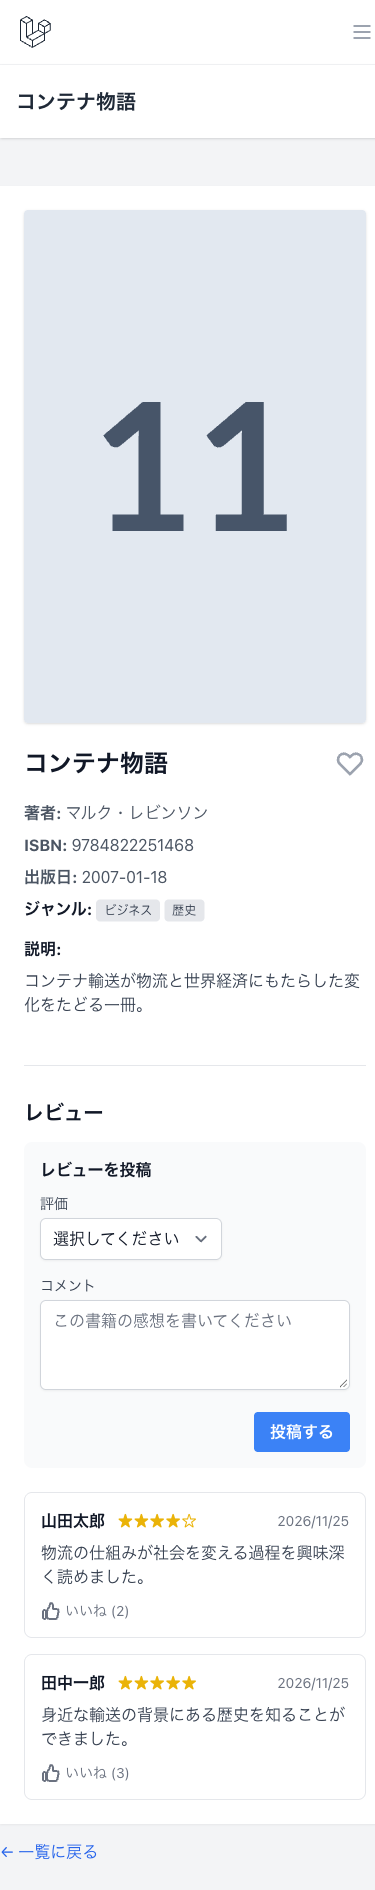 コンテナ物語
11
コンテナ物語
著者: マルク・レビンソン
ISBN: 9784822251468
出版日: 2007-01-18
ジャンル: ビジネス 歴史
説明:
コンテナ輸送が物流と世界経済にもたらした変
化をたどる一冊。
レビュー
レビューを投稿
評価
選択してください
コメント
この書籍の感想を書いてください
投稿する
山田太郎 ★★★★☆ 2026/11/25
物流の仕組みが社会を変える過程を興味深
く読めました。
いいね (2)
田中一郎 ★★★★★ 2026/11/25
身近な輸送の背景にある歴史を知ることが
できました。
いいね (3)
← 一覧に戻る